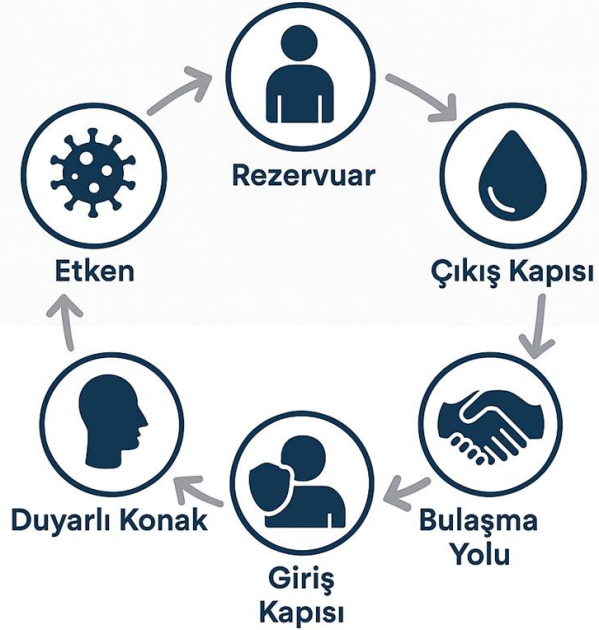 Rezervuar
Etken
Çıkış Kapısı
Duyarlı Konak
Bulaşma
Yolu
Giriş
Kapısı